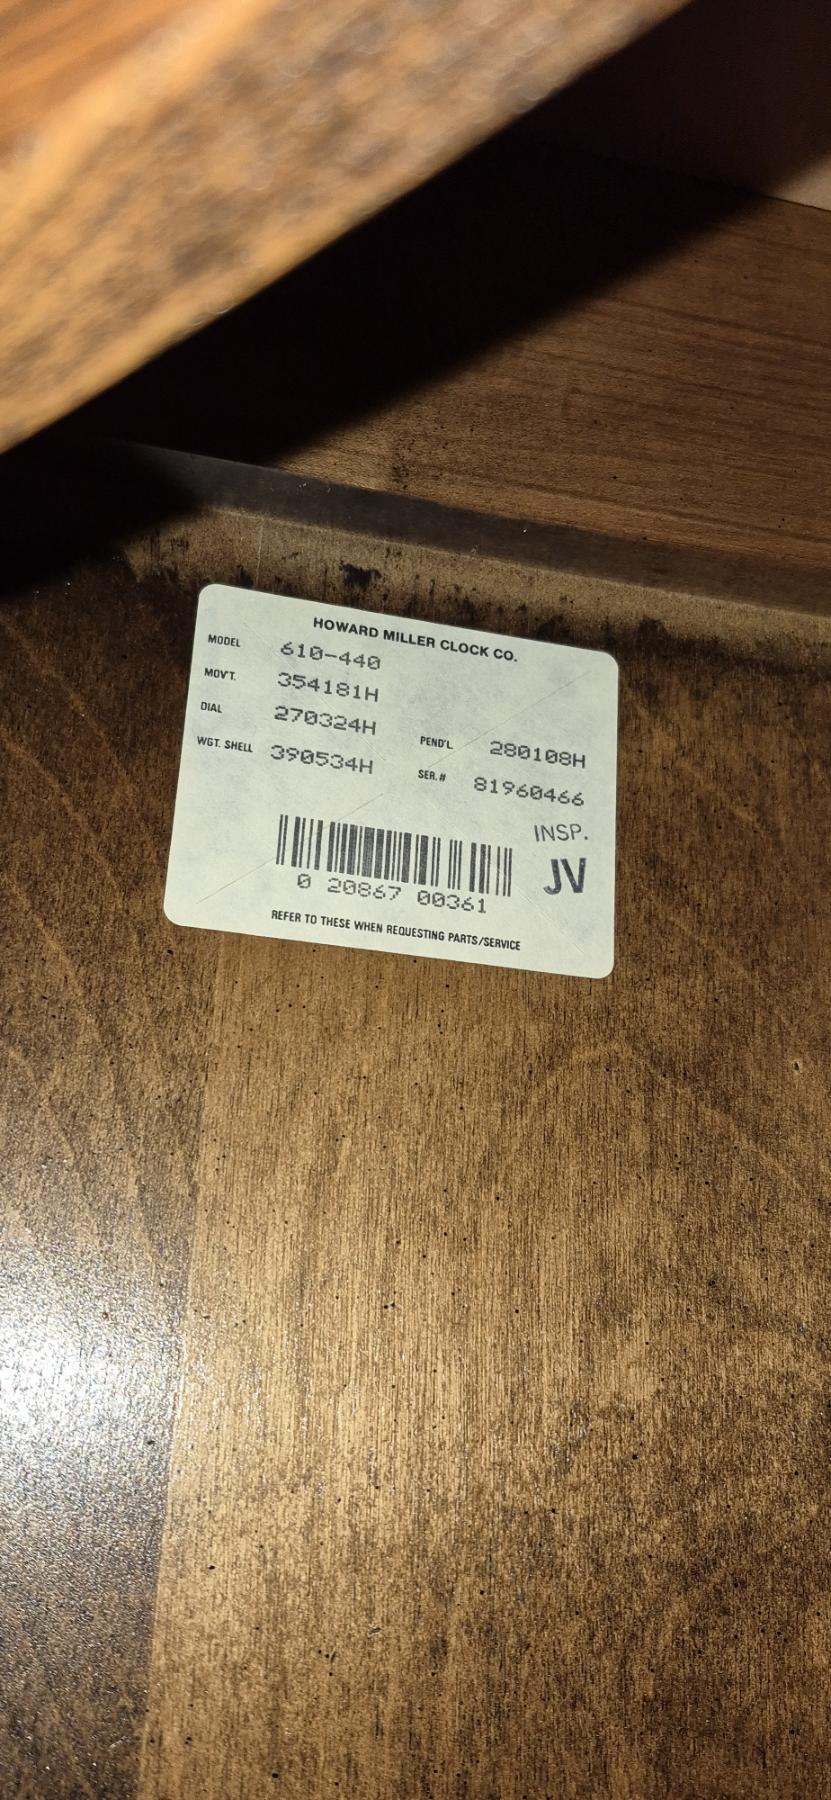 HOWARD MILLER CLOCK CO.
MODEL 610-440
MOV'T. 354181H
DIAL 270324H PEND'L 280108H
WGT. SHELL 390534H SER.# 81960466
INSP.
JV
0 20867 00361
REFER TO THESE WHEN REQUESTING PARTS/SERVICE